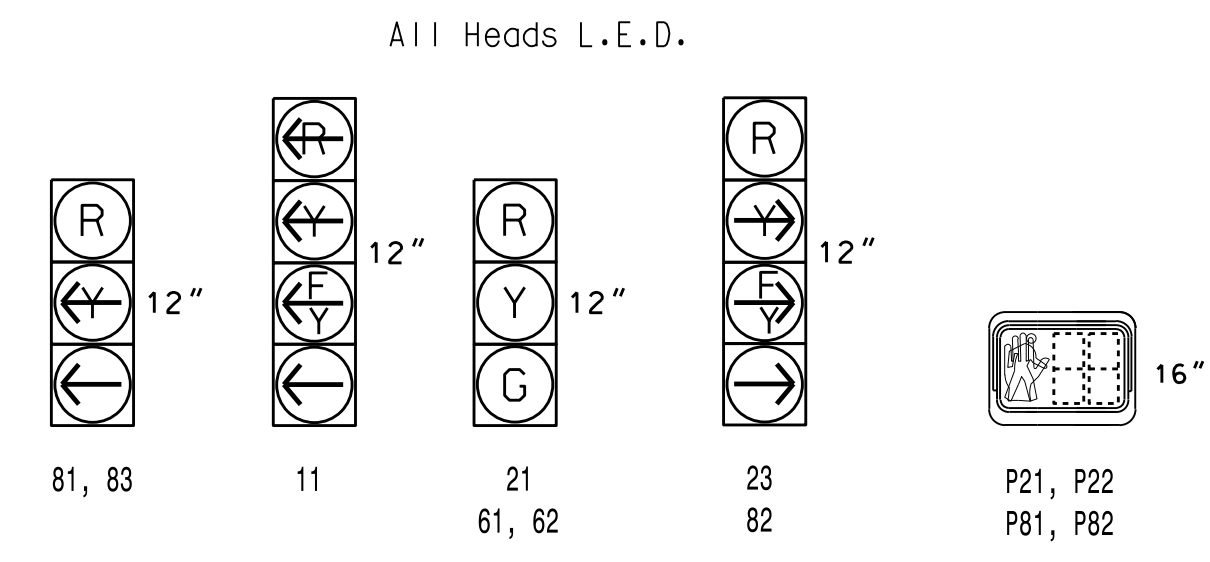 All Heads L.E.D.
R
Y
12"
81, 83
R
Y
F
Y
12"
11
R
Y
G
12"
21
61, 62
R
Y
F
Y
12"
23
82
16"
P21, P22
P81, P82